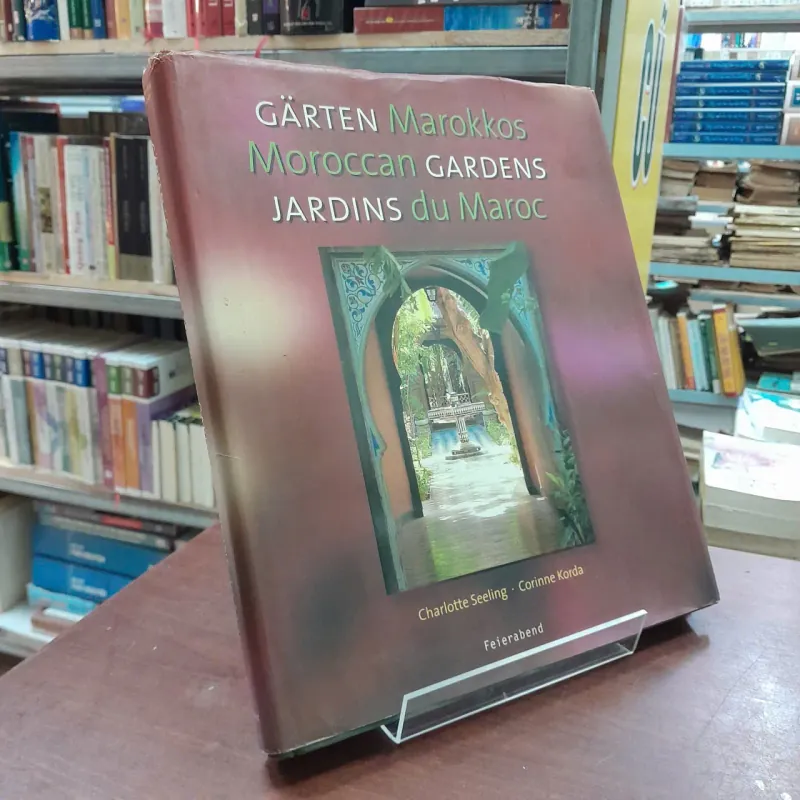 GÄRTEN Marokkos
Moroccan GARDENS
JARDINS du Maroc
Charlotte Seeling · Corinne Korda
Feierabend